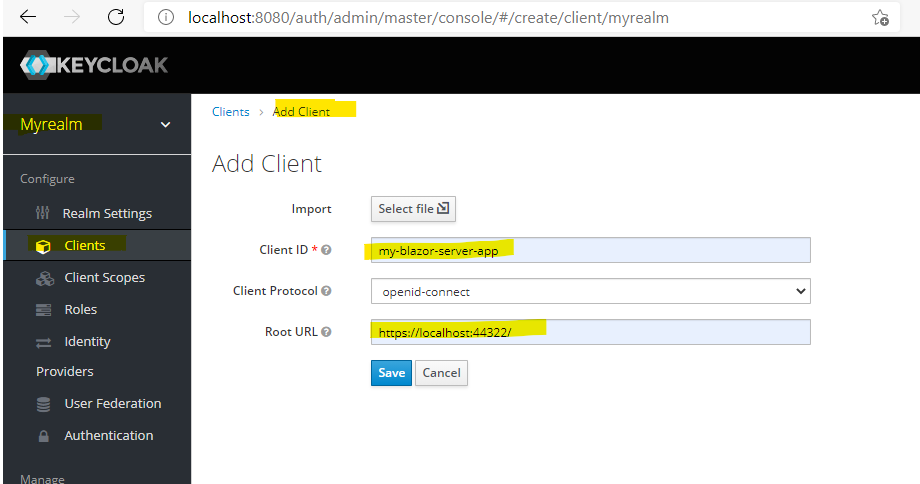 localhost:8080/auth/admin/master/console/#/create/client/myrealm
KEYCLOAK
Myrealm
Clients > Add Client
Add Client
Configure
Realm Settings
Clients
Client Scopes
Roles
Identity
Providers
User Federation
Authentication
Manage
Import Select file
Client ID * my-blazor-server-app
Client Protocol openid-connect
Root URL https://localhost:44322/
Save Cancel